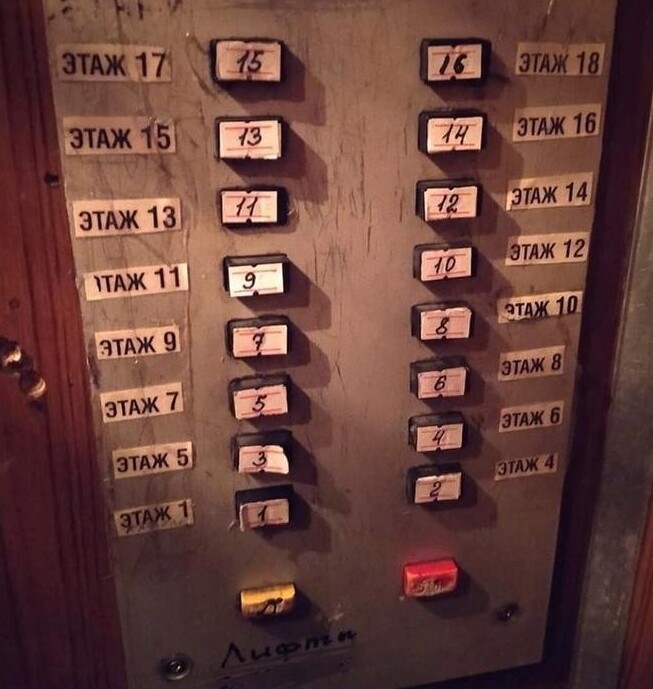 ЭТАЖ 17 15 16 ЭТАЖ 18
ЭТАЖ 15 13 14 ЭТАЖ 16
ЭТАЖ 13 11 12 ЭТАЖ 14
ЭТАЖ 11 9 10 ЭТАЖ 12
ЭТАЖ 9 7 8 ЭТАЖ 10
ЭТАЖ 7 5 6 ЭТАЖ 8
ЭТАЖ 5 3 4 ЭТАЖ 6
ЭТАЖ 1 1 2 ЭТАЖ 4
Лифты